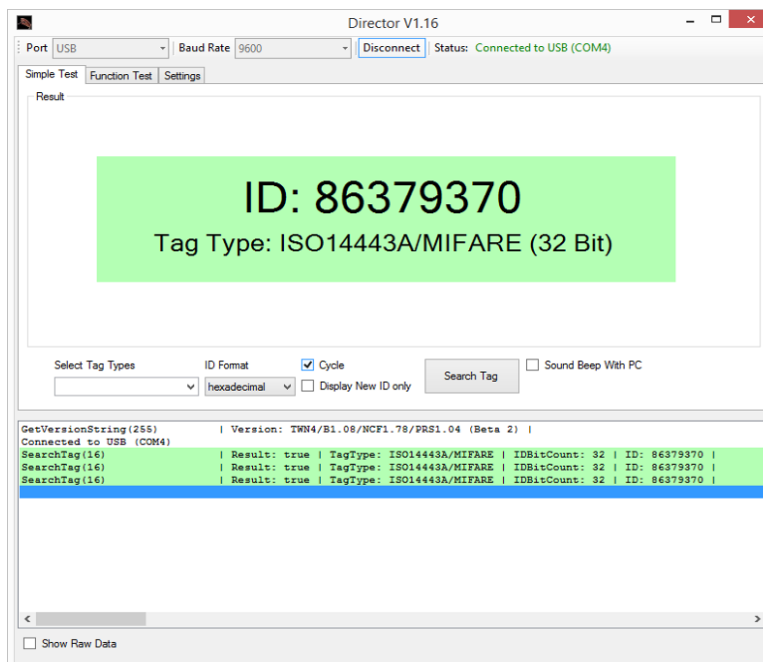 Director V1.16
Port USB Baud Rate 9600 Disconnect Status: Connected to USB (COM4)
Simple Test Function Test Settings
Result
ID: 86379370
Tag Type: ISO14443A/MIFARE (32 Bit)
Select Tag Types ID Format Cycle Search Tag Sound Beep With PC
hexadecimal Display New ID only
GetVersionString(255) | Version: TWN4/B1.08/NCF1.78/PRS1.04 (Beta 2) |
Connected to USB (COM4)
SearchTag(16) | Result: true | TagType: ISO14443A/MIFARE | IDBitCount: 32 | ID: 86379370 |
SearchTag(16) | Result: true | TagType: ISO14443A/MIFARE | IDBitCount: 32 | ID: 86379370 |
SearchTag(16) | Result: true | TagType: ISO14443A/MIFARE | IDBitCount: 32 | ID: 86379370 |
Show Raw Data